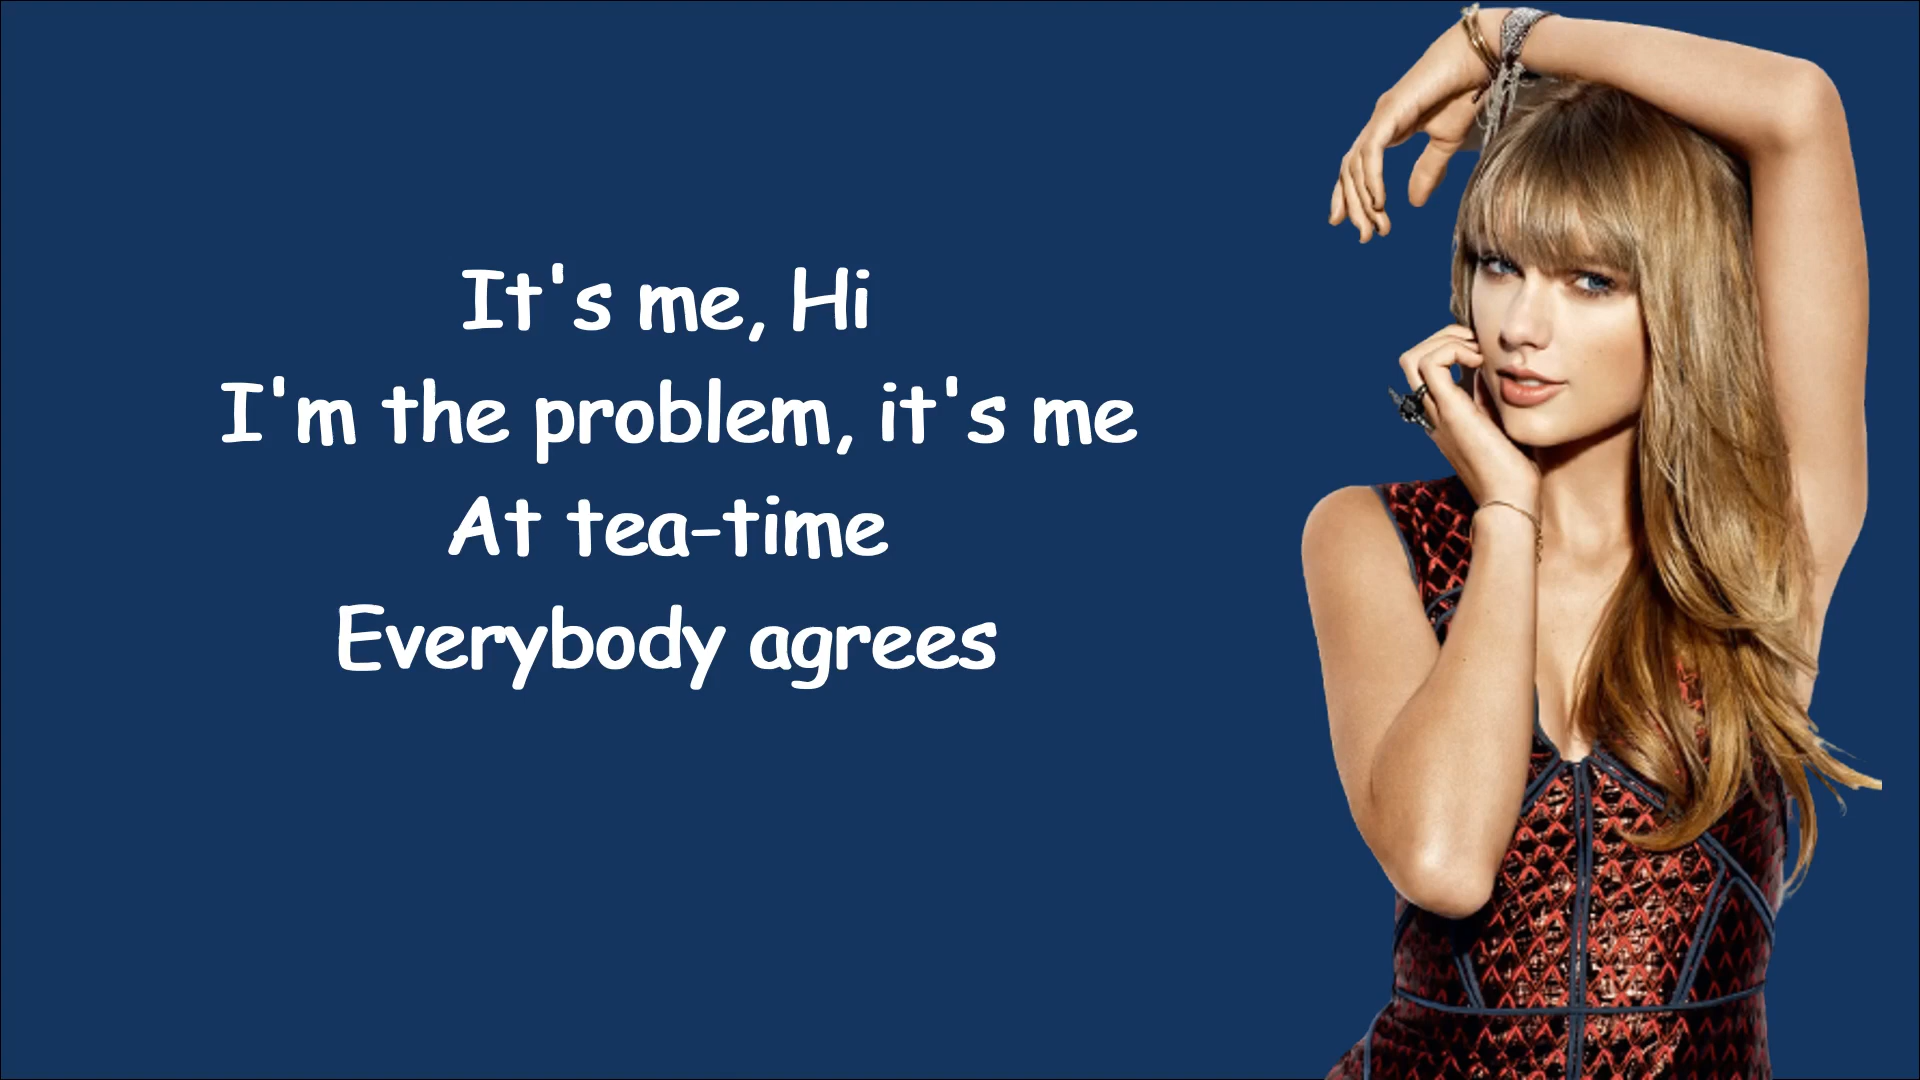 It's me, Hi
I'm the problem, it's me
At tea-time
Everybody agrees